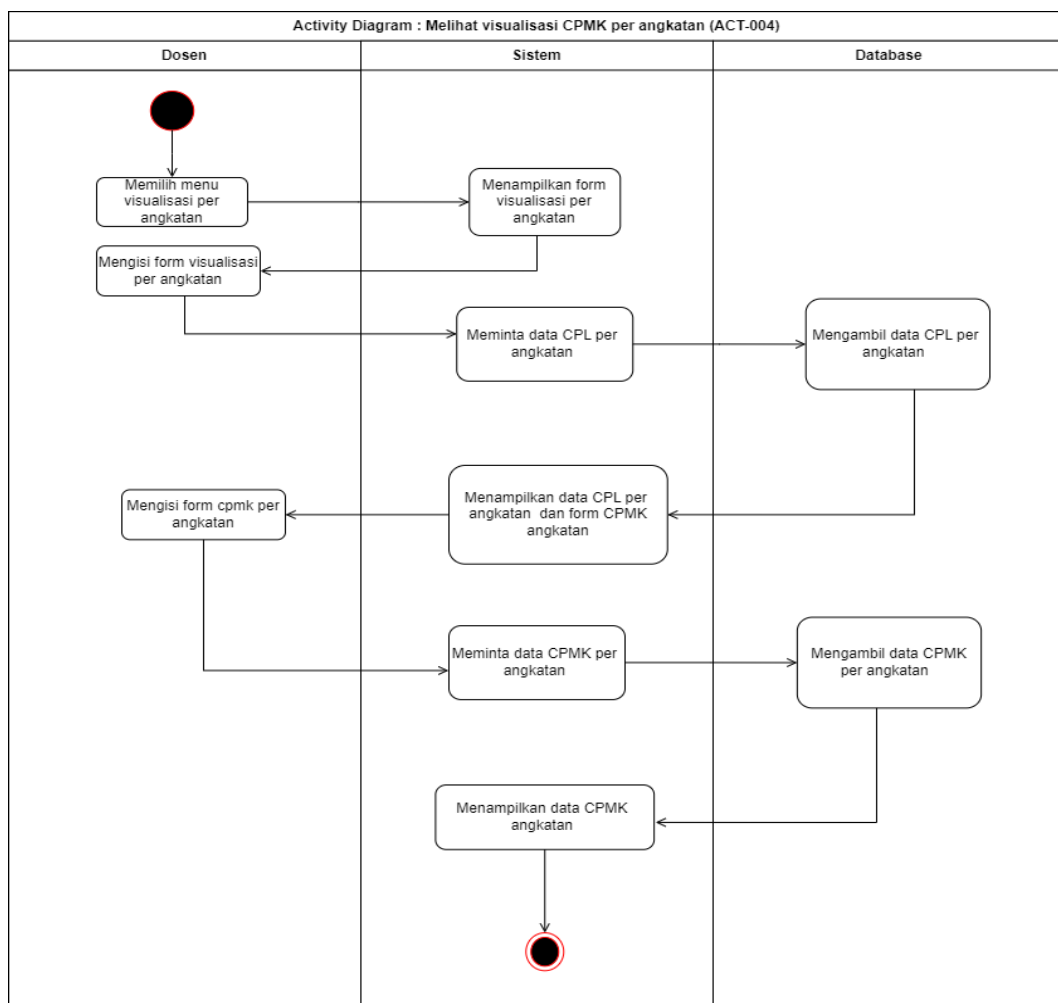 Activity Diagram : Melihat visualisasi CPMK per angkatan (ACT-004)
Dosen
Sistem
Database
Memilih menu
visualisasi per
angkatan
Menampilkan form
visualisasi per
angkatan
Mengisi form visualisasi
per angkatan
Meminta data CPL per
angkatan
Mengambil data CPL per
angkatan
Mengisi form cpmk per
angkatan
Menampilkan data CPL per
angkatan dan form CPMK
angkatan
Meminta data CPMK per
angkatan
Mengambil data CPMK
per angkatan
Menampilkan data CPMK
angkatan